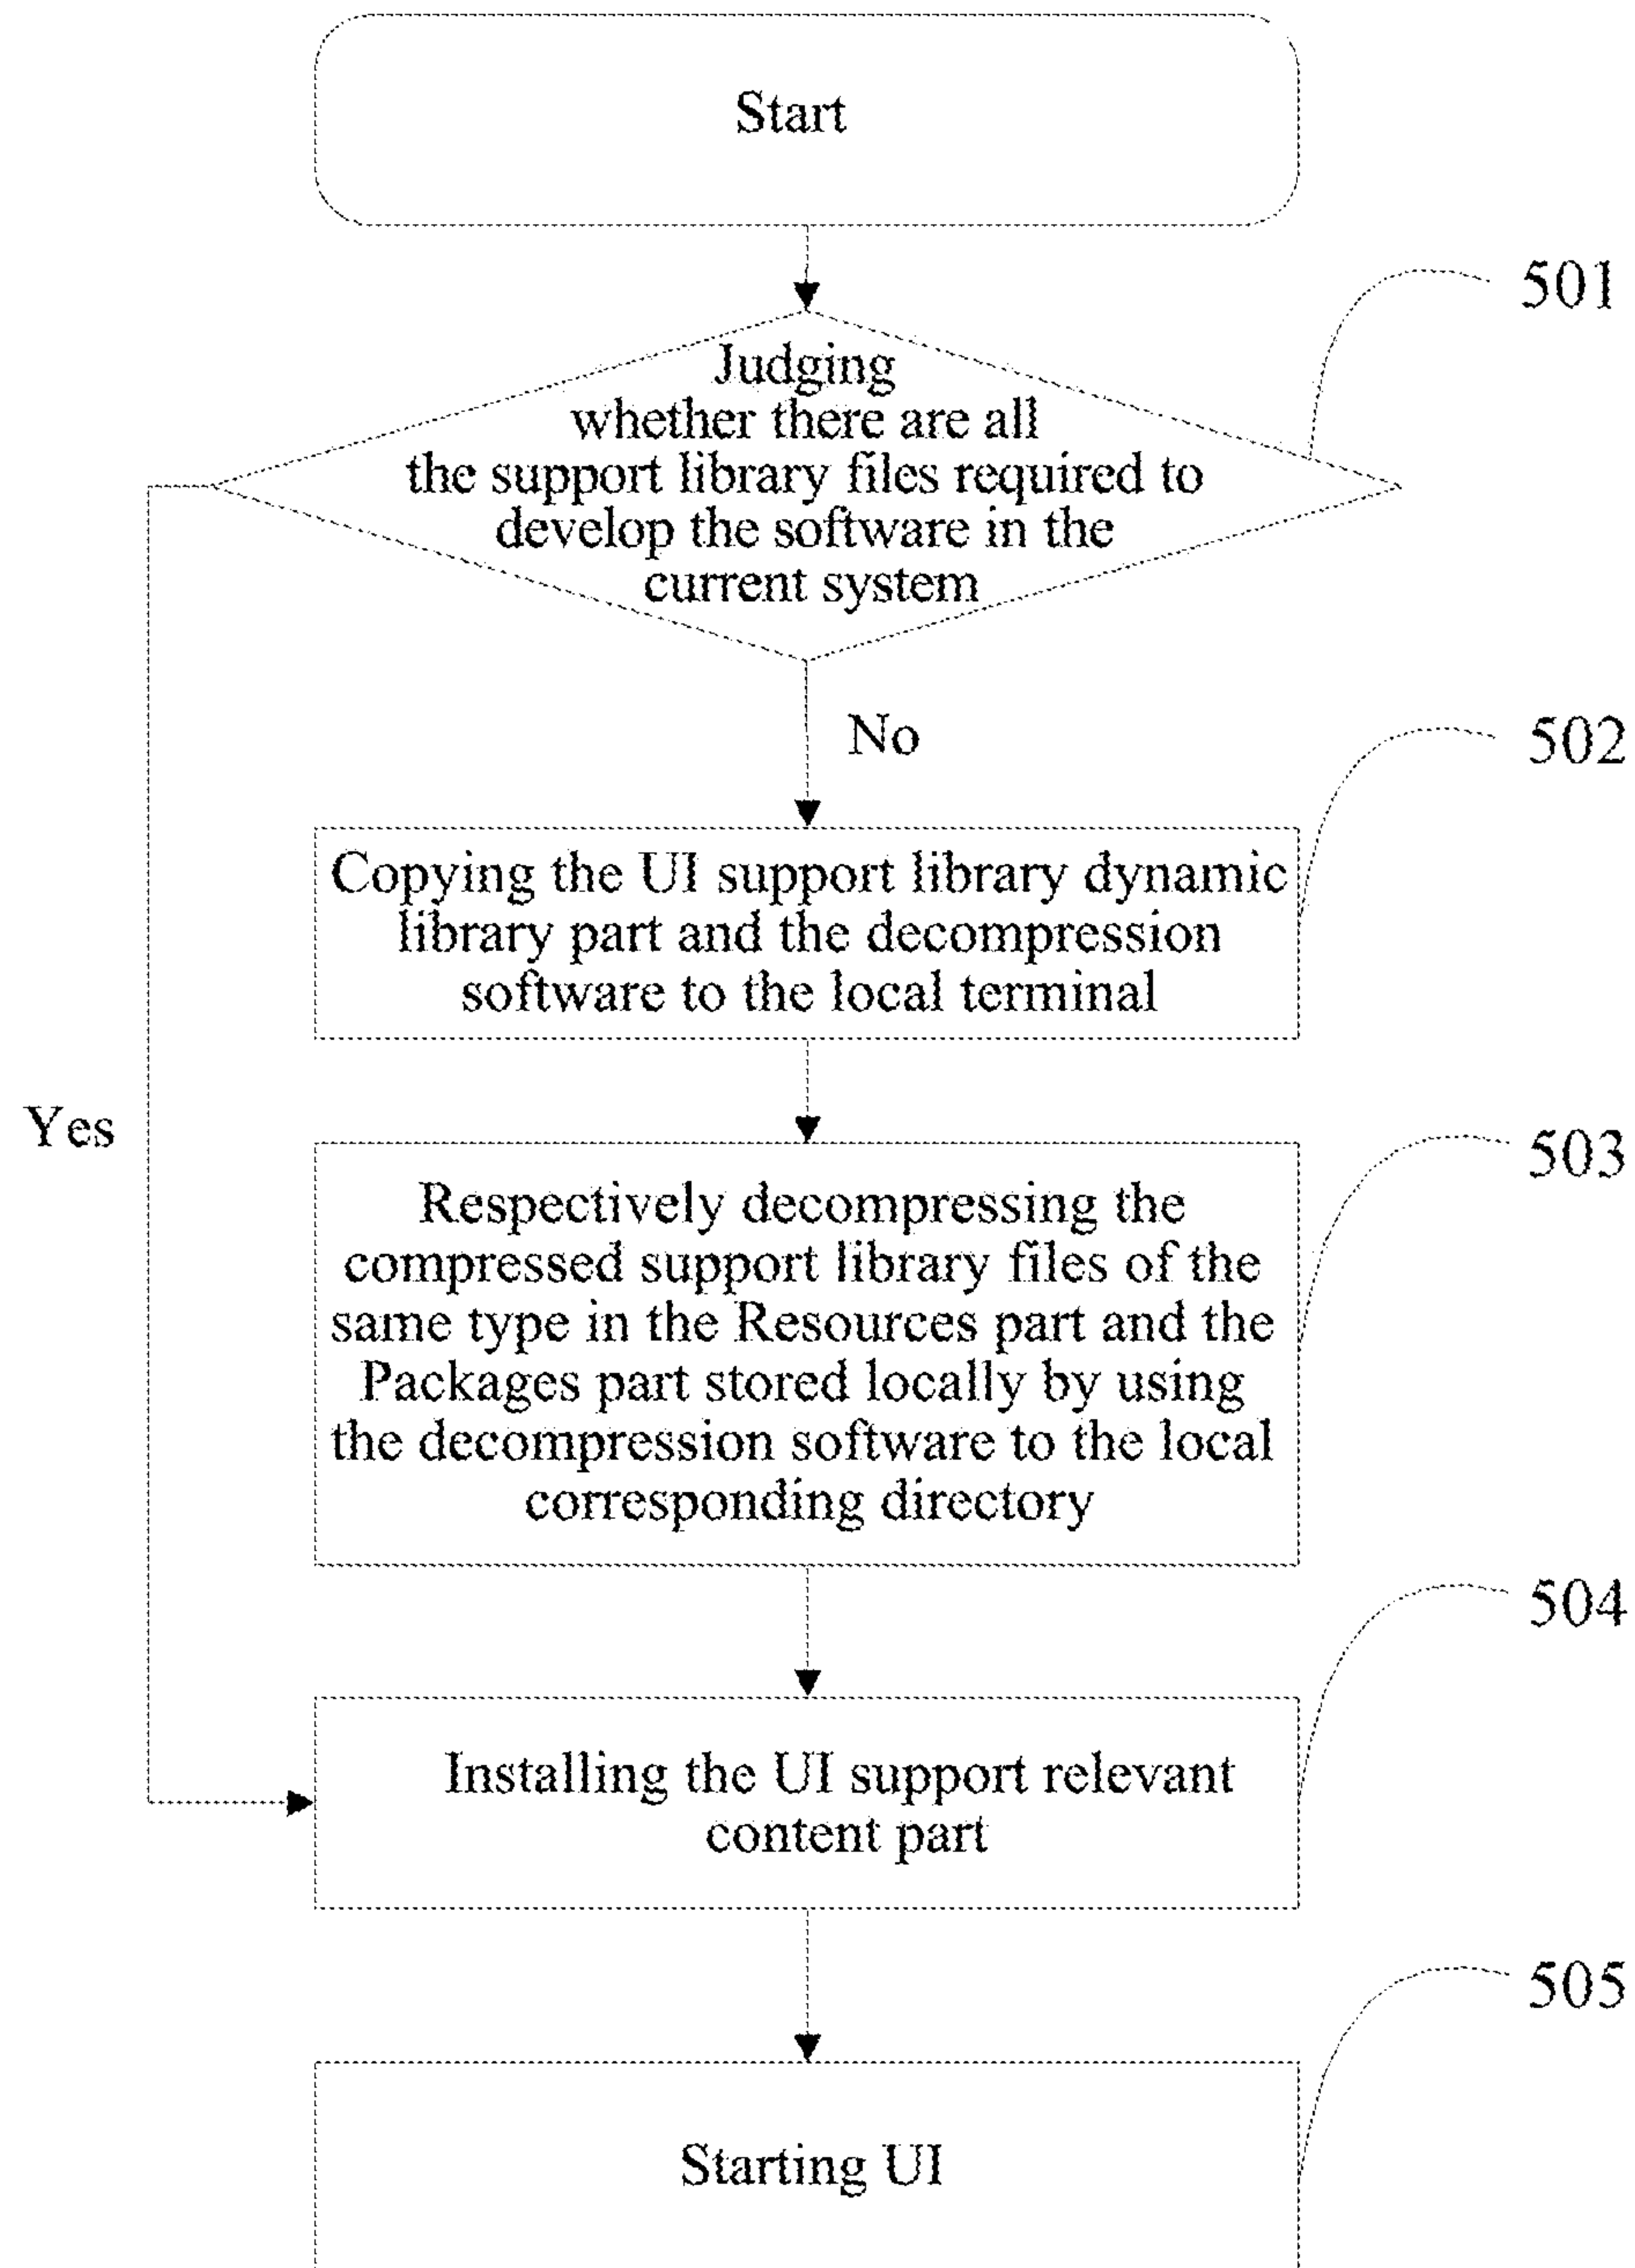 Start
501
Judging
whether there are all
the support library files required to
develop the software in the
current system
No
502
Copying the UI support library dynamic
library part and the decompression
software to the local terminal
Yes
503
Respectively decompressing the
compressed support library files of the
same type in the Resources part and the
Packages part stored locally by using
the decompression software to the local
corresponding directory
504
Installing the UI support relevant
content part
505
Starting UI